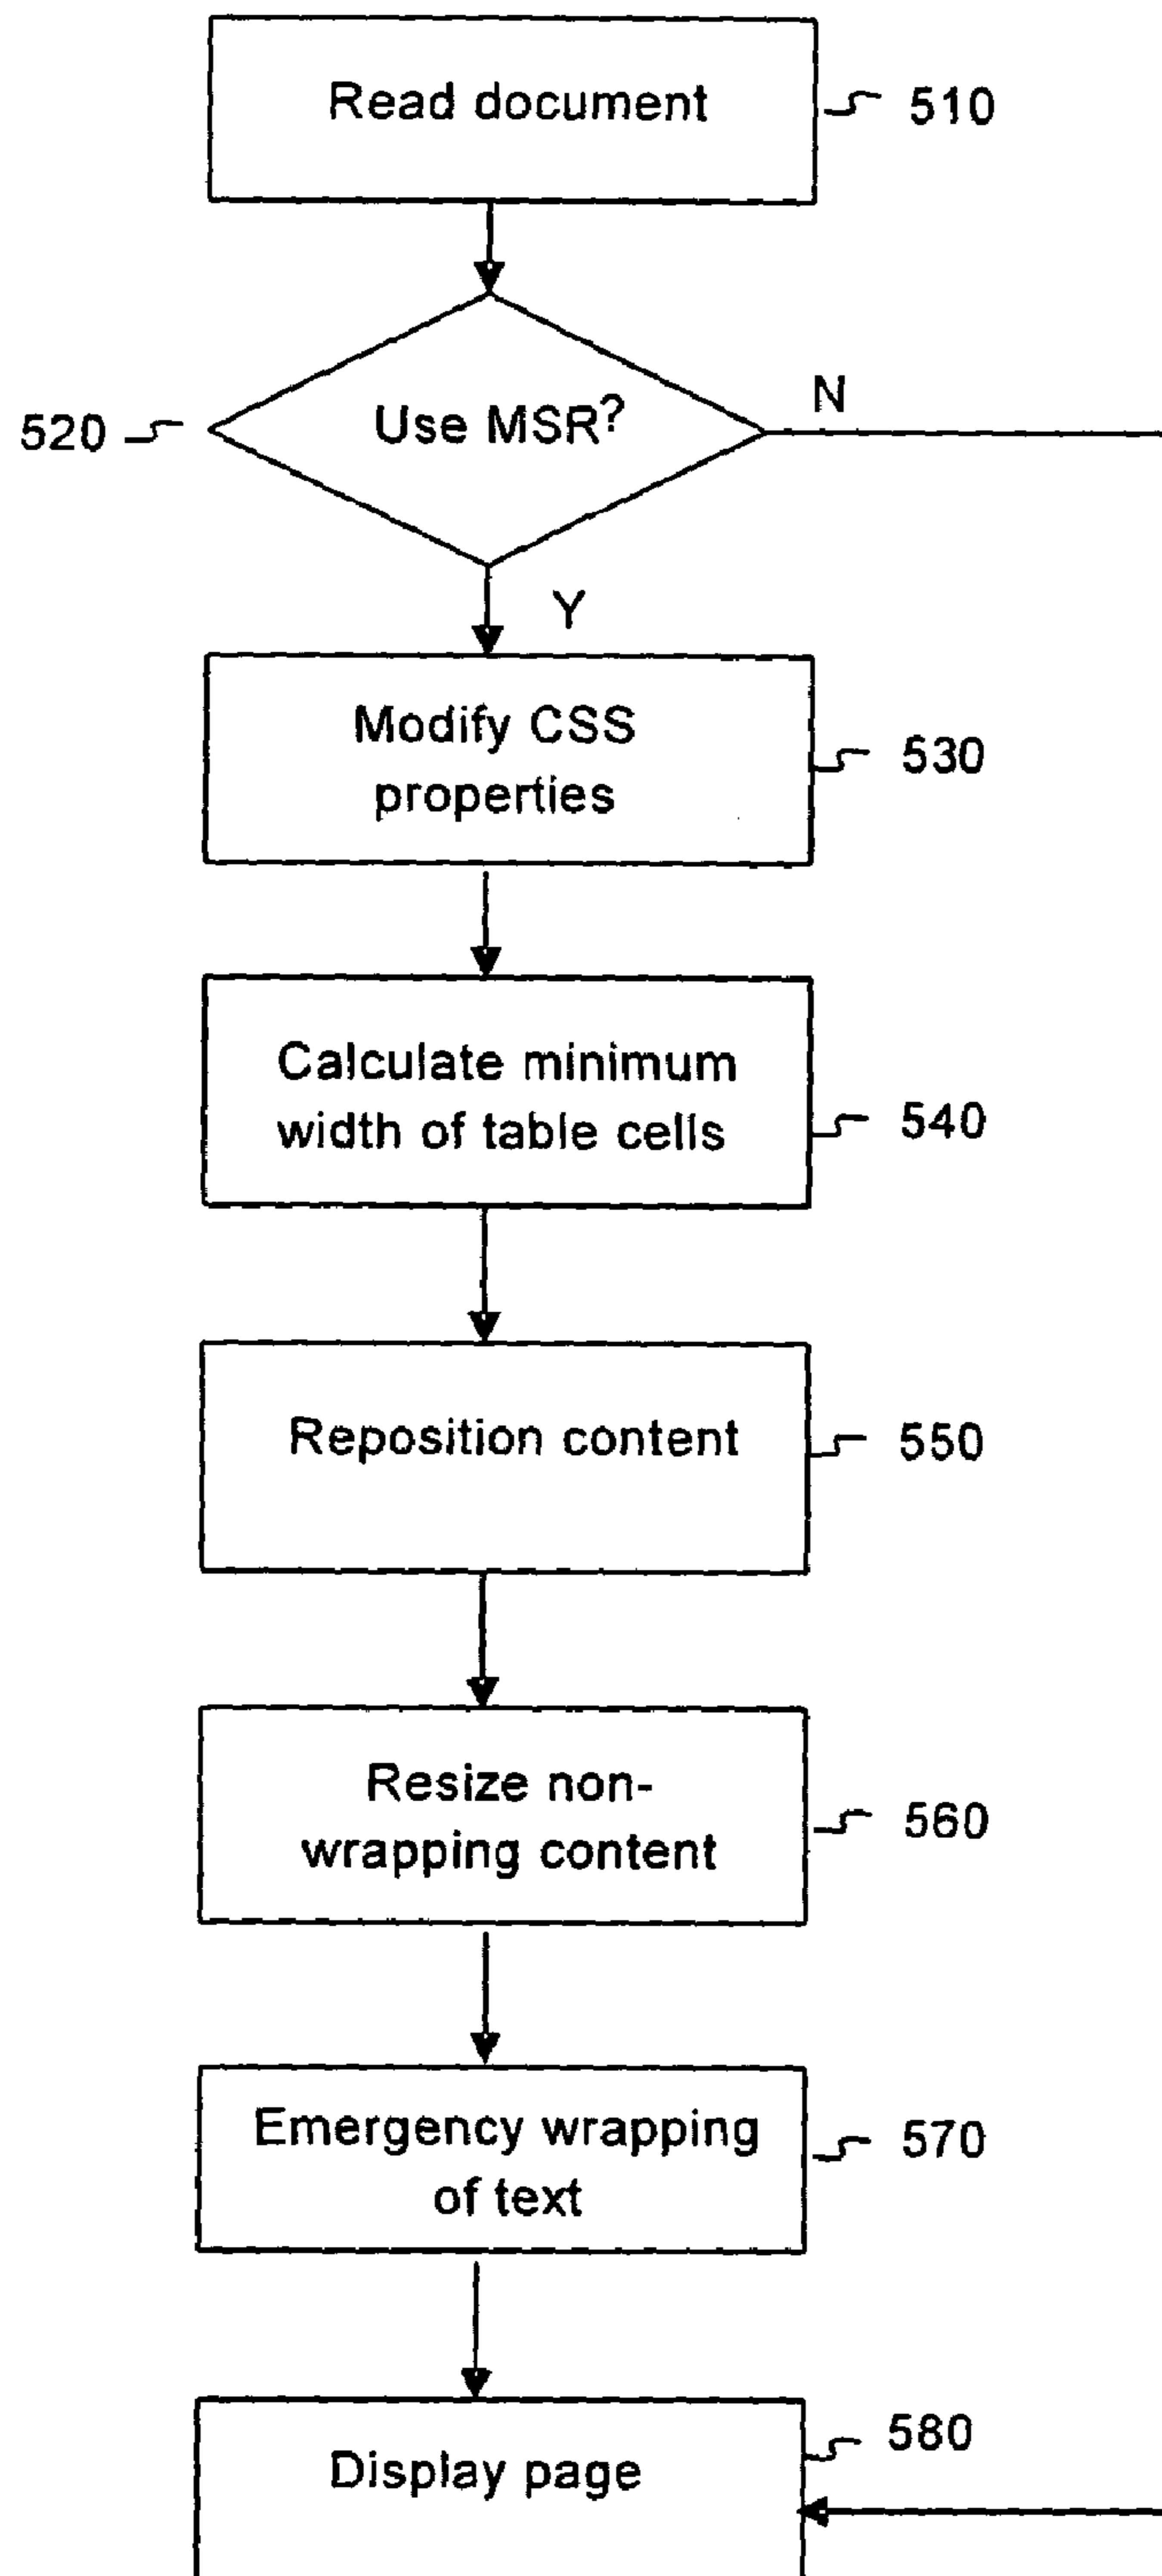 Read document
510
520
Use MSR?
N
Y
Modify CSS
properties
530
Calculate minimum
width of table cells
540
Reposition content
550
Resize non-
wrapping content
560
Emergency wrapping
of text
570
Display page
580